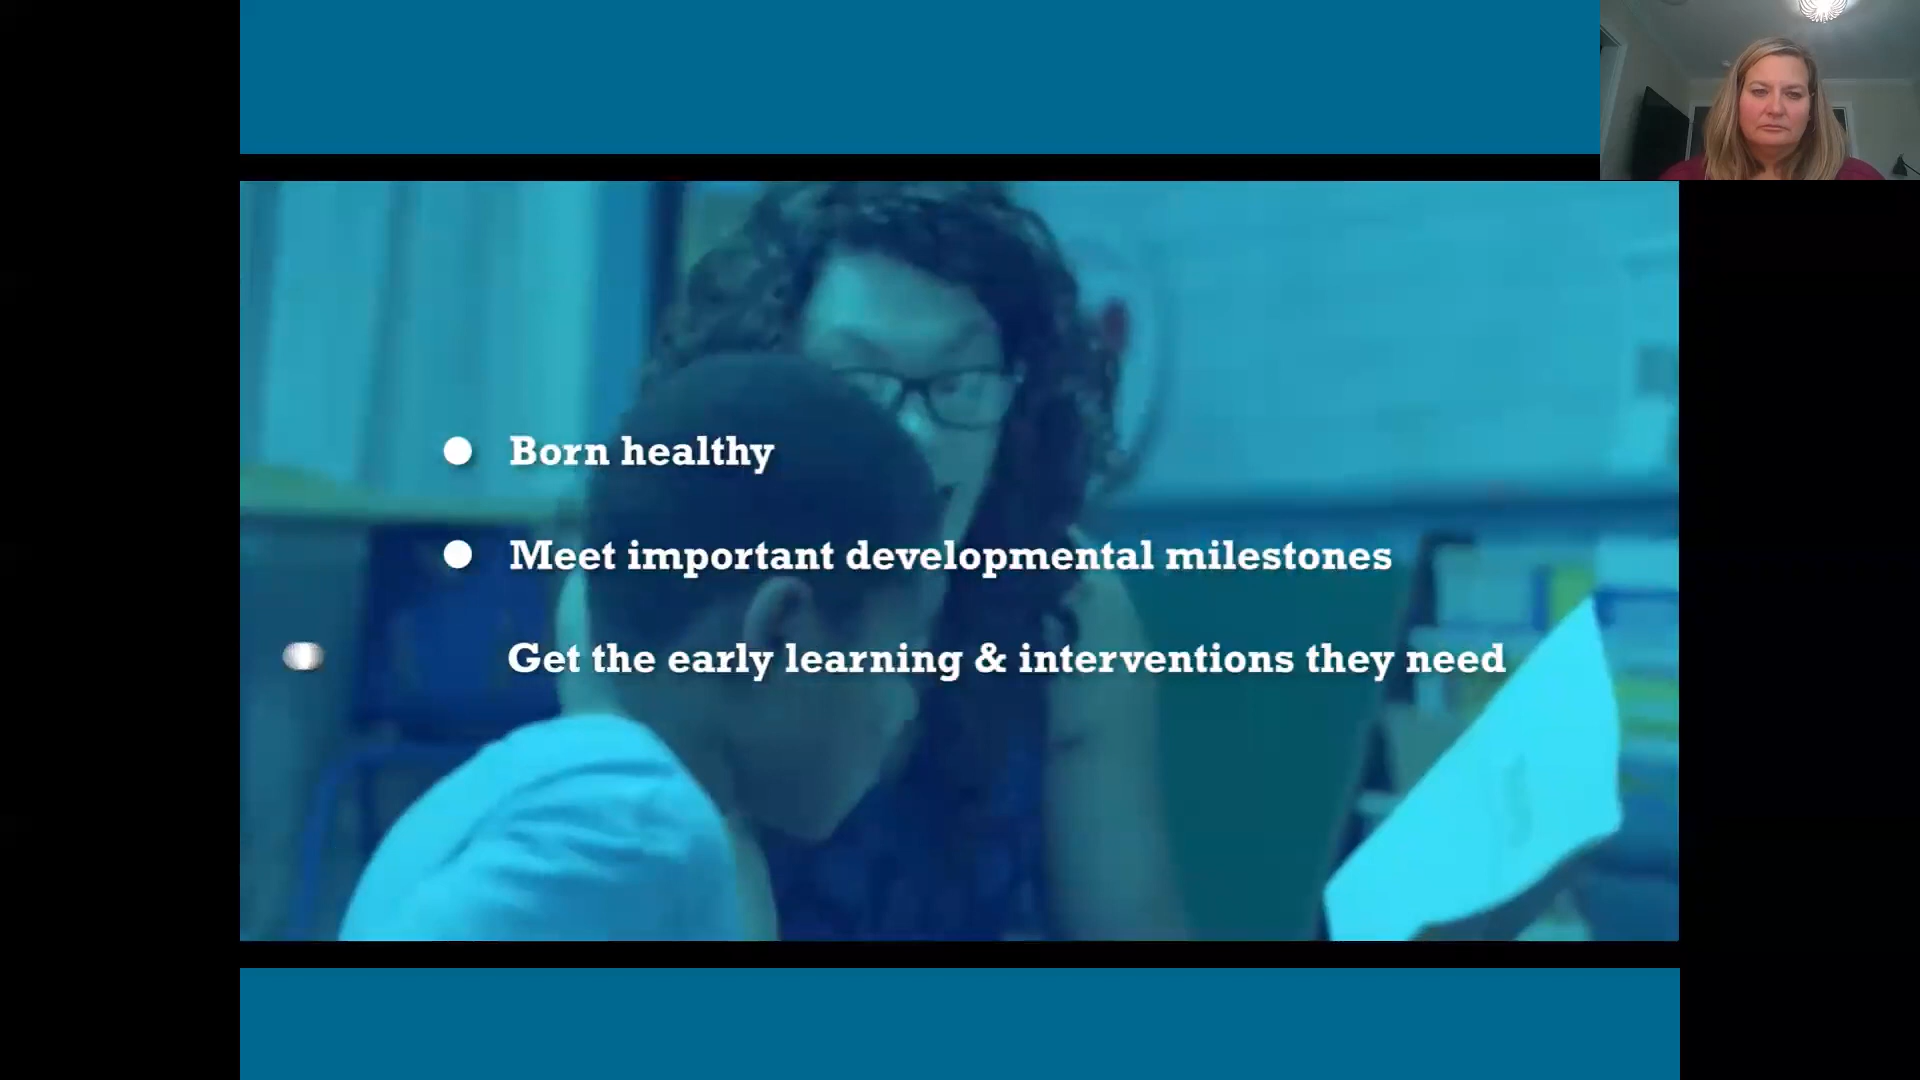 Born healthy
Meet important developmental milestones
Get the early learning & interventions they need